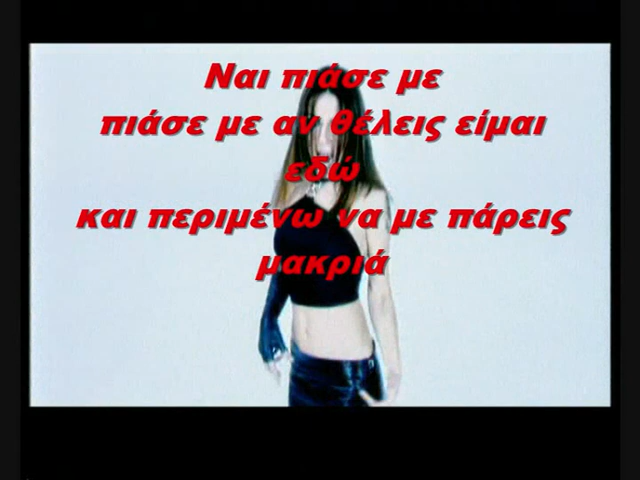 Ναι πιάσε με
πιάσε με αν θέλεις είμαι
εδώ
και περιμένω να με πάρεις
μακριά